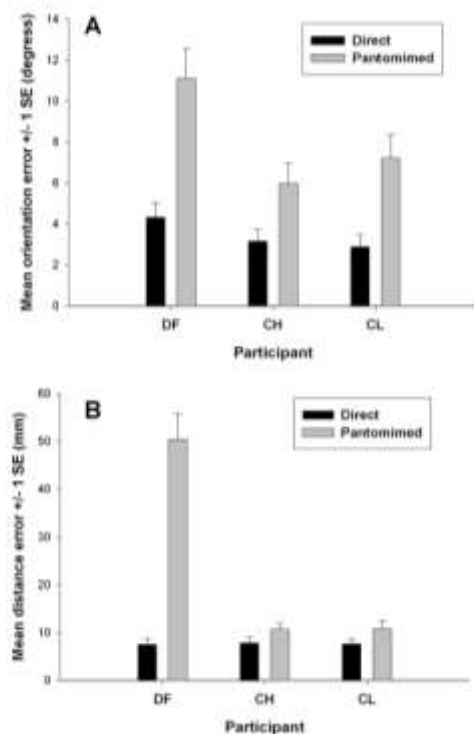 A
Direct
Pantomimed
Mean orientation error +/- 1 SE (degress)
14
12
10
8
6
4
2
0
DF CH CL
Participant
B
Direct
Pantomimed
Mean distance error +/- 1 SE (mm)
60
50
40
30
20
10
0
DF CH CL
Participant